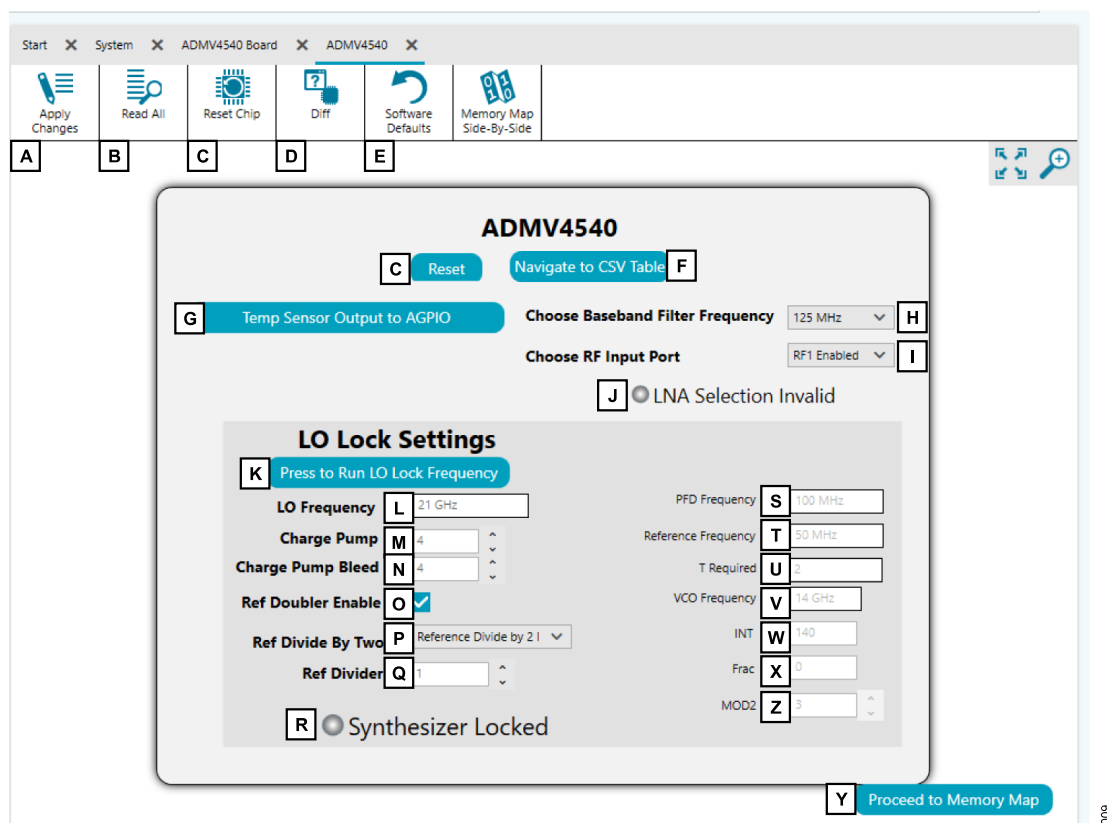 Start System ADMV4540 Board ADMV4540
Apply Changes
Read All
Reset Chip
Diff
Software Defaults
Memory Map Side-By-Side
A B C D E
ADMV4540
C Reset Navigate to CSV Table F
G Temp Sensor Output to AGPIO
Choose Baseband Filter Frequency 125 MHz H
Choose RF Input Port RF1 Enabled I
J LNA Selection Invalid
LO Lock Settings
K Press to Run LO Lock Frequency
LO Frequency L 21 GHz
Charge Pump M 4
Charge Pump Bleed N 4
Ref Doubler Enable O
Ref Divide By Two P Reference Divide by 2 I
Ref Divider Q 1
R Synthesizer Locked
PFD Frequency S 100 MHz
Reference Frequency T 50 MHz
T Required U 2
VCO Frequency V 14 GHz
INT W 140
Frac X 0
MOD2 Z 3
Y Proceed to Memory Map